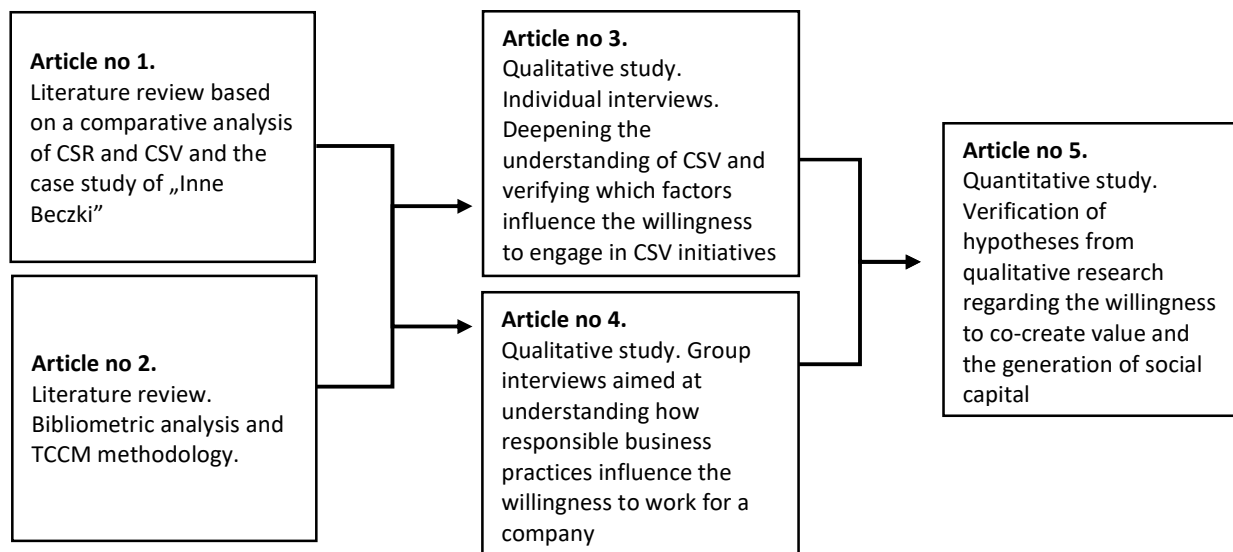 Article no 1.
Literature review based
on a comparative analysis
of CSR and CSV and the
case study of „Inne
Beczki”
Article no 2.
Literature review.
Bibliometric analysis and
TCCM methodology.
Article no 3.
Qualitative study.
Individual interviews.
Deepening the
understanding of CSV and
verifying which factors
influence the willingness
to engage in CSV initiatives
Article no 4.
Qualitative study. Group
interviews aimed at
understanding how
responsible business
practices influence the
willingness to work for a
company
Article no 5.
Quantitative study.
Verification of
hypotheses from
qualitative research
regarding the willingness
to co-create value and
the generation of social
capital